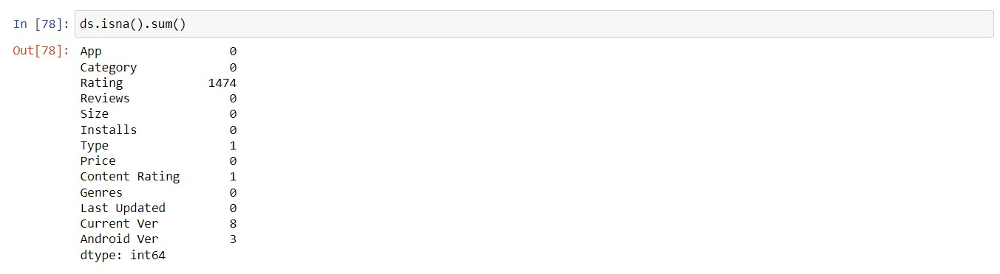 In [78]: ds.isna().sum()
Out[78]: App 0
Category 0
Rating 1474
Reviews 0
Size 0
Installs 0
Type 1
Price 0
Content Rating 1
Genres 0
Last Updated 0
Current Ver 8
Android Ver 3
dtype: int64